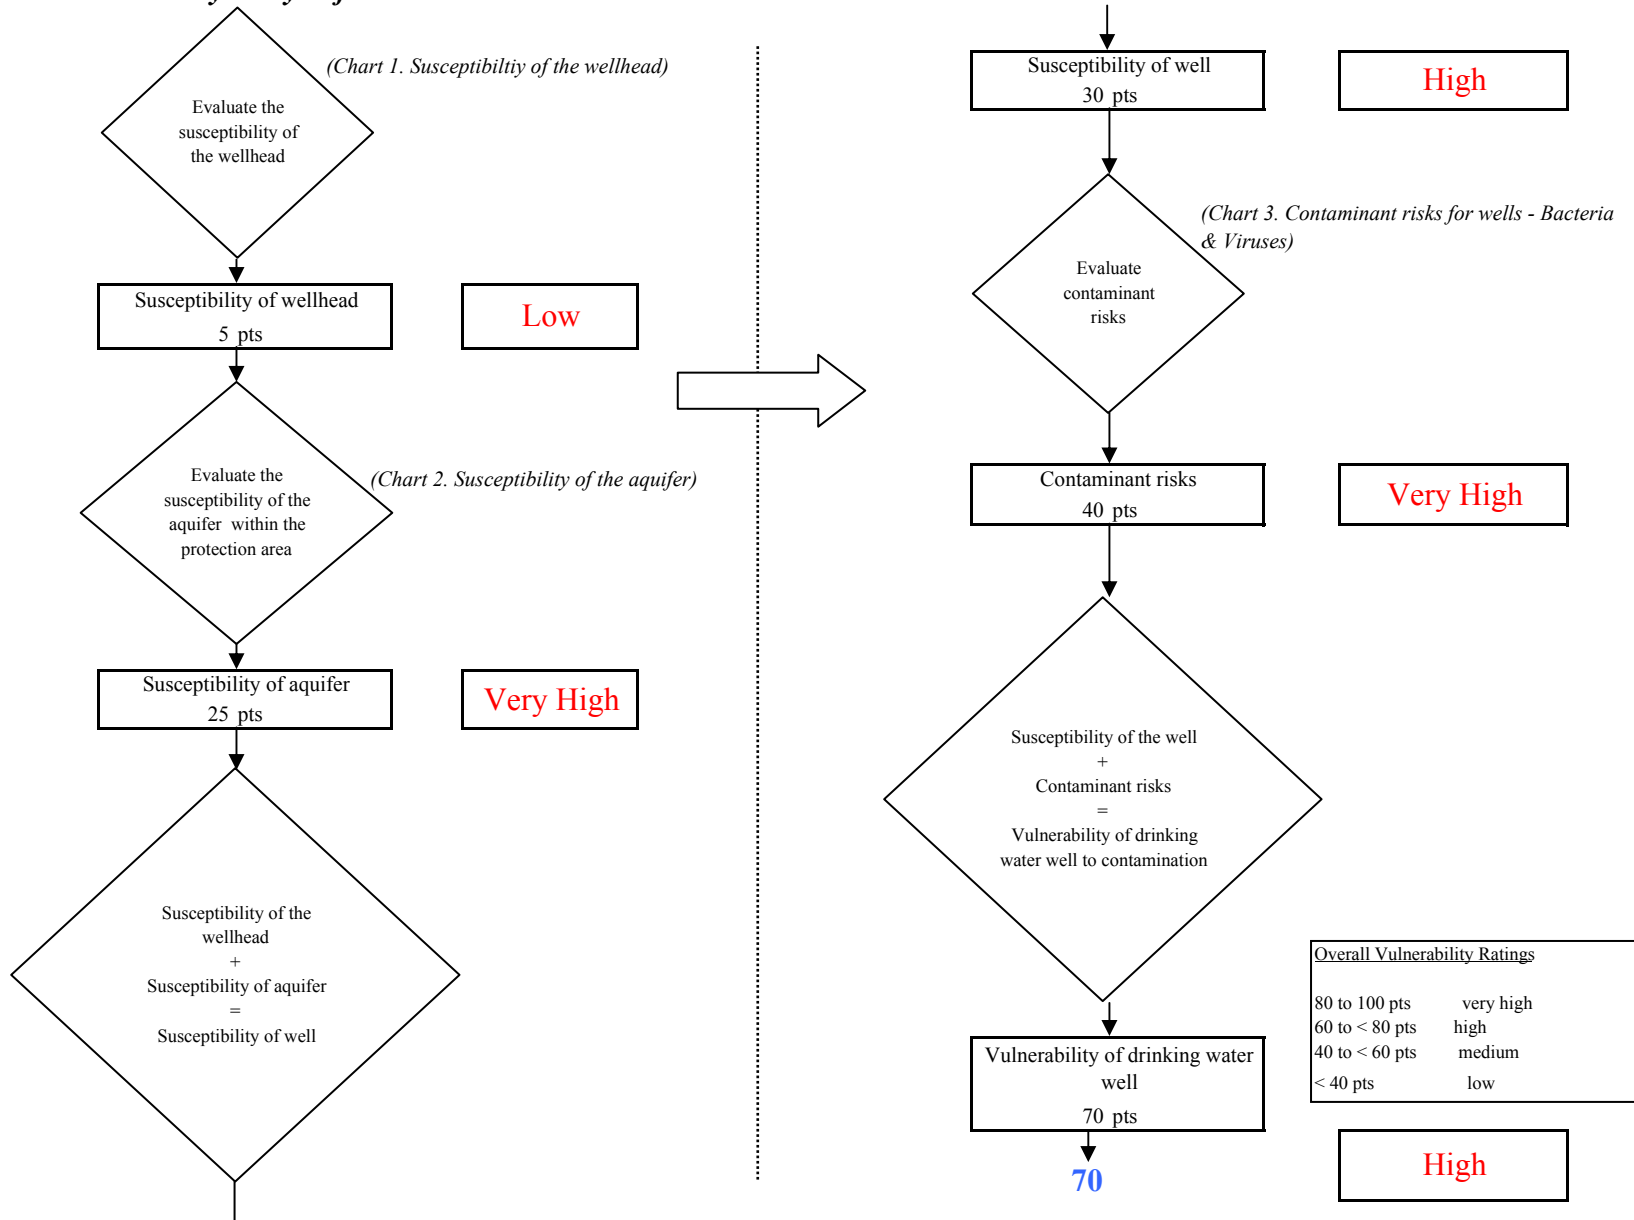 (Chart 1. Susceptibiltiy of the wellhead)
Evaluate the
susceptibility of
the wellhead
Susceptibility of wellhead
5 pts
Low
Evaluate the
susceptibility of the
aquifer within the
protection area
(Chart 2. Susceptibility of the aquifer)
Susceptibility of aquifer
25 pts
Very High
Susceptibility of the
wellhead
+
Susceptibility of aquifer
=
Susceptibility of well
Susceptibility of well
30 pts
High
(Chart 3. Contaminant risks for wells - Bacteria
& Viruses)
Evaluate
contaminant
risks
Contaminant risks
40 pts
Very High
Susceptibility of the well
+
Contaminant risks
=
Vulnerability of drinking
water well to contamination
Overall Vulnerability Ratings
80 to 100 pts very high
60 to < 80 pts high
40 to < 60 pts medium
< 40 pts low
Vulnerability of drinking water
well
70 pts
70
High